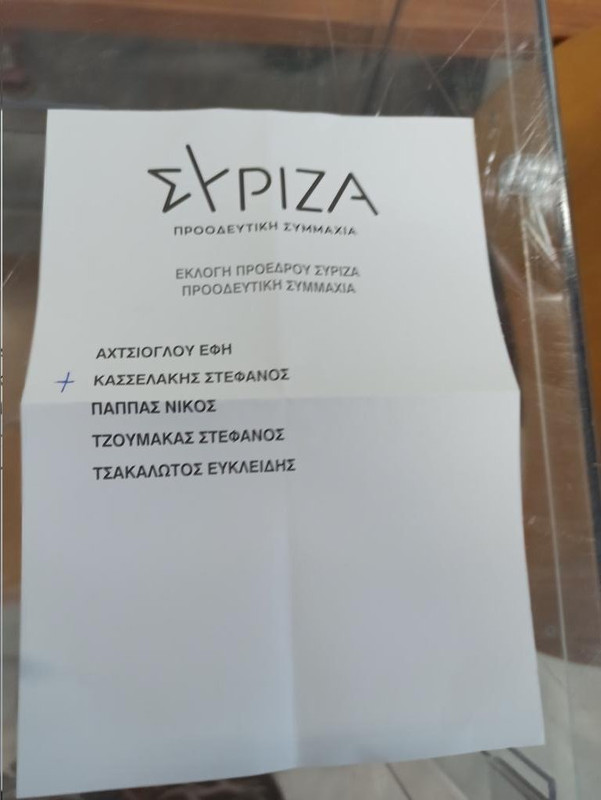 ΣΥΡΙΖΑ
ΠΡΟΟΔΕΥΤΙΚΗ ΣΥΜΜΑΧΙΑ
ΕΚΛΟΓΗ ΠΡΟΕΔΡΟΥ ΣΥΡΙΖΑ
ΠΡΟΟΔΕΥΤΙΚΗ ΣΥΜΜΑΧΙΑ
ΑΧΤΣΙΟΓΛΟΥ ΕΦΗ
+ ΚΑΣΣΕΛΑΚΗΣ ΣΤΕΦΑΝΟΣ
ΠΑΠΠΑΣ ΝΙΚΟΣ
ΤΖΟΥΜΑΚΑΣ ΣΤΕΦΑΝΟΣ
ΤΣΑΚΑΛΩΤΟΣ ΕΥΚΛΕΙΔΗΣ